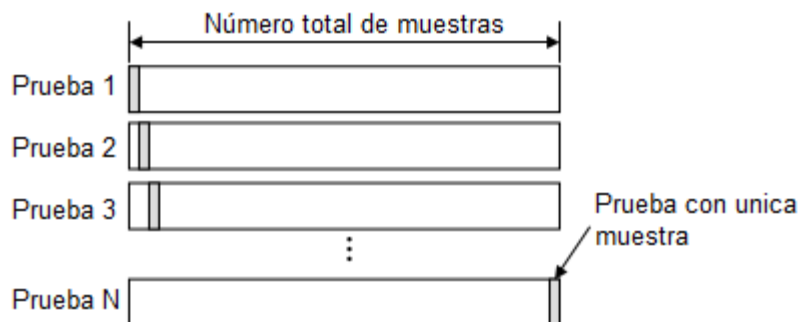 Número total de muestras
Prueba 1
Prueba 2
Prueba 3
Prueba con unica
muestra
Prueba N